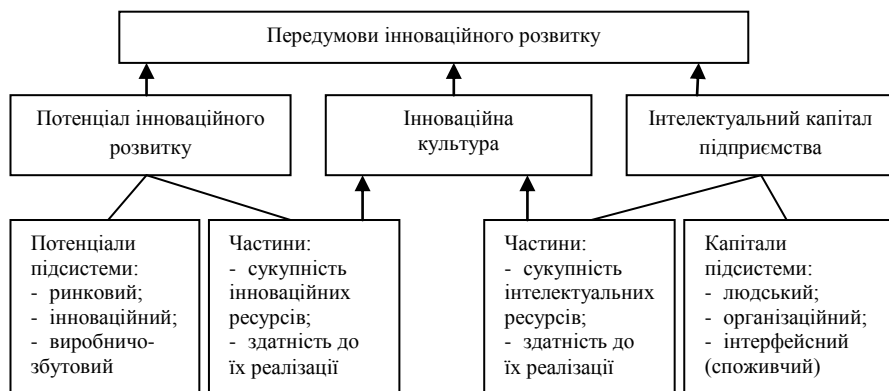 Передумови інноваційного розвитку
Потенціал інноваційного
розвитку
Інноваційна
культура
Інтелектуальний капітал
підприємства
Потенціали
підсистеми:
- ринковий;
- інноваційний;
- виробничо-
збутовий
Частини:
- сукупність
інноваційних
ресурсів;
- здатність до
їх реалізації
Частини:
- сукупність
інтелектуальних
ресурсів;
- здатність до
їх реалізації
Капітали
підсистеми:
- людський;
- організаційний;
- інтерфейсний
(споживчий)